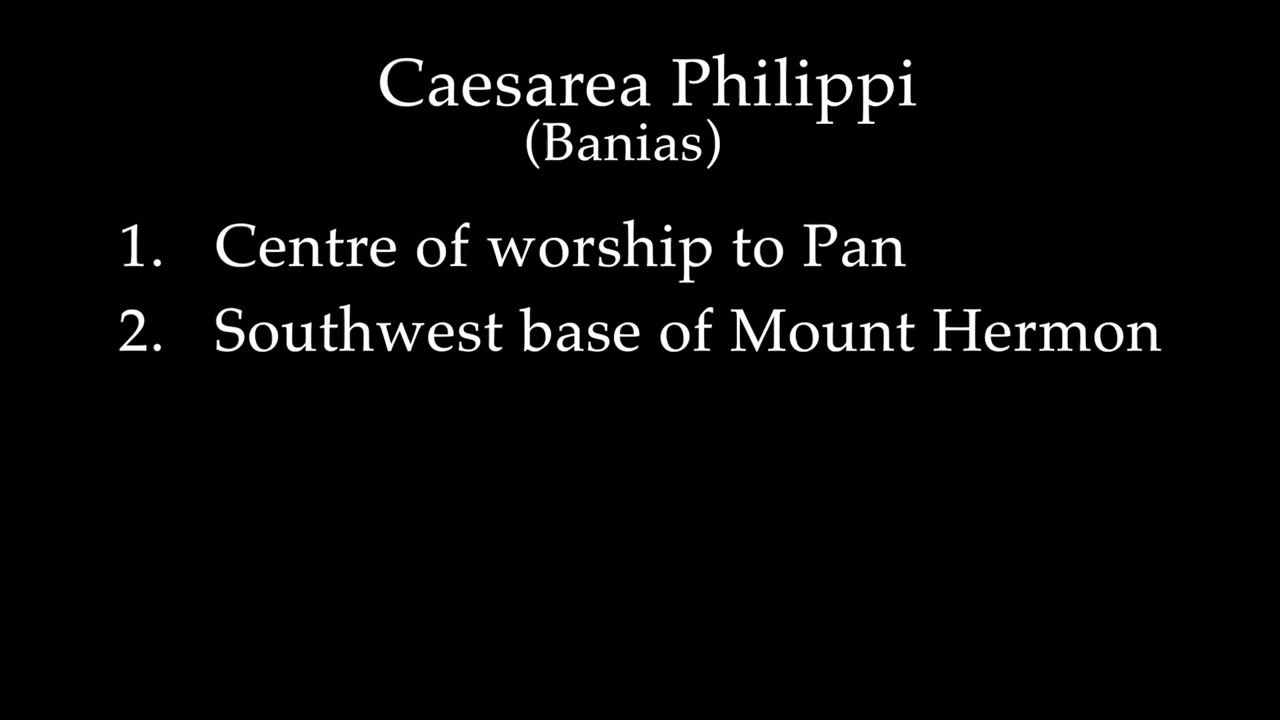 Caesarea Philippi
(Banias)
1. Centre of worship to Pan
2. Southwest base of Mount Hermon